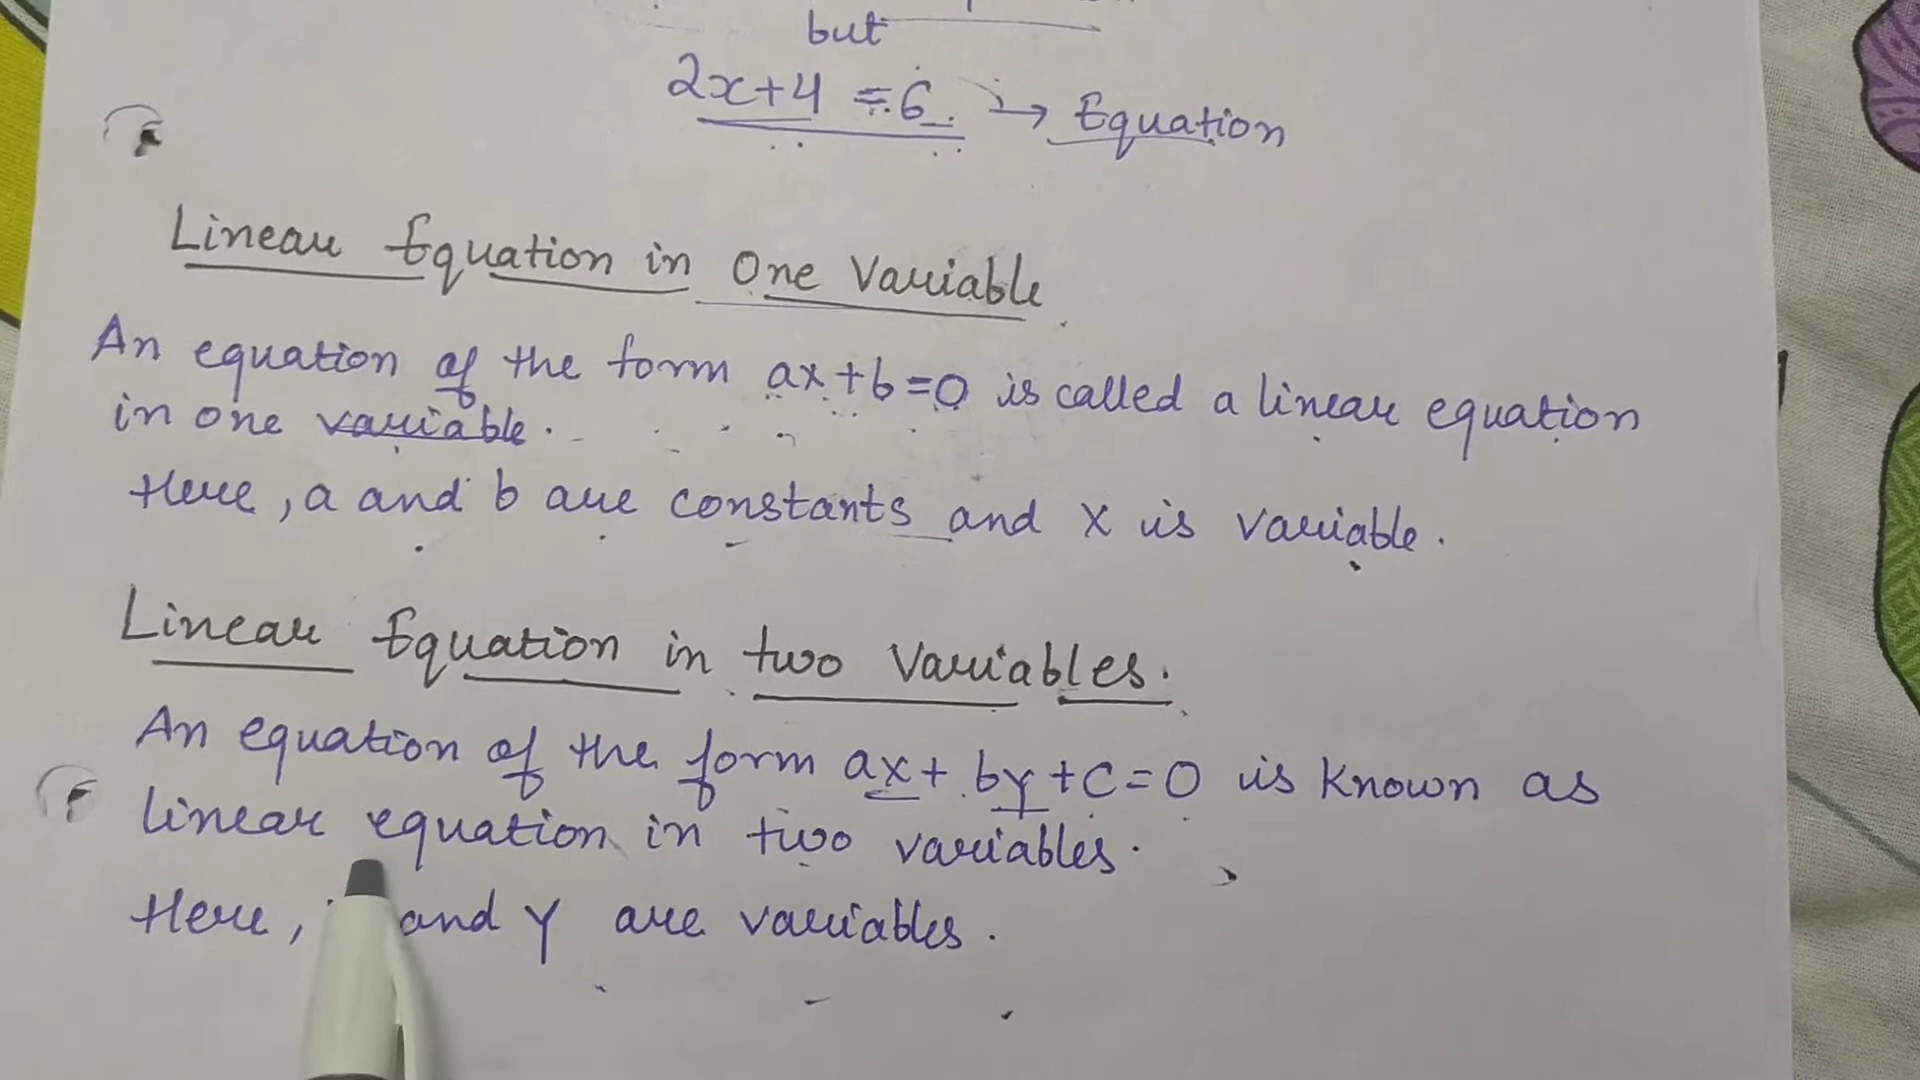 but
2x+4 = 6 → Equation
Linear Equation in One Variable
An equation of the form ax+b=0 is called a linear equation
in one variable.
Here, a and b are constants and x is variable.
Linear Equation in two Variables.
An equation of the form ax+ by+c=0 is known as
linear equation in two variables.
Here, and y are variables.